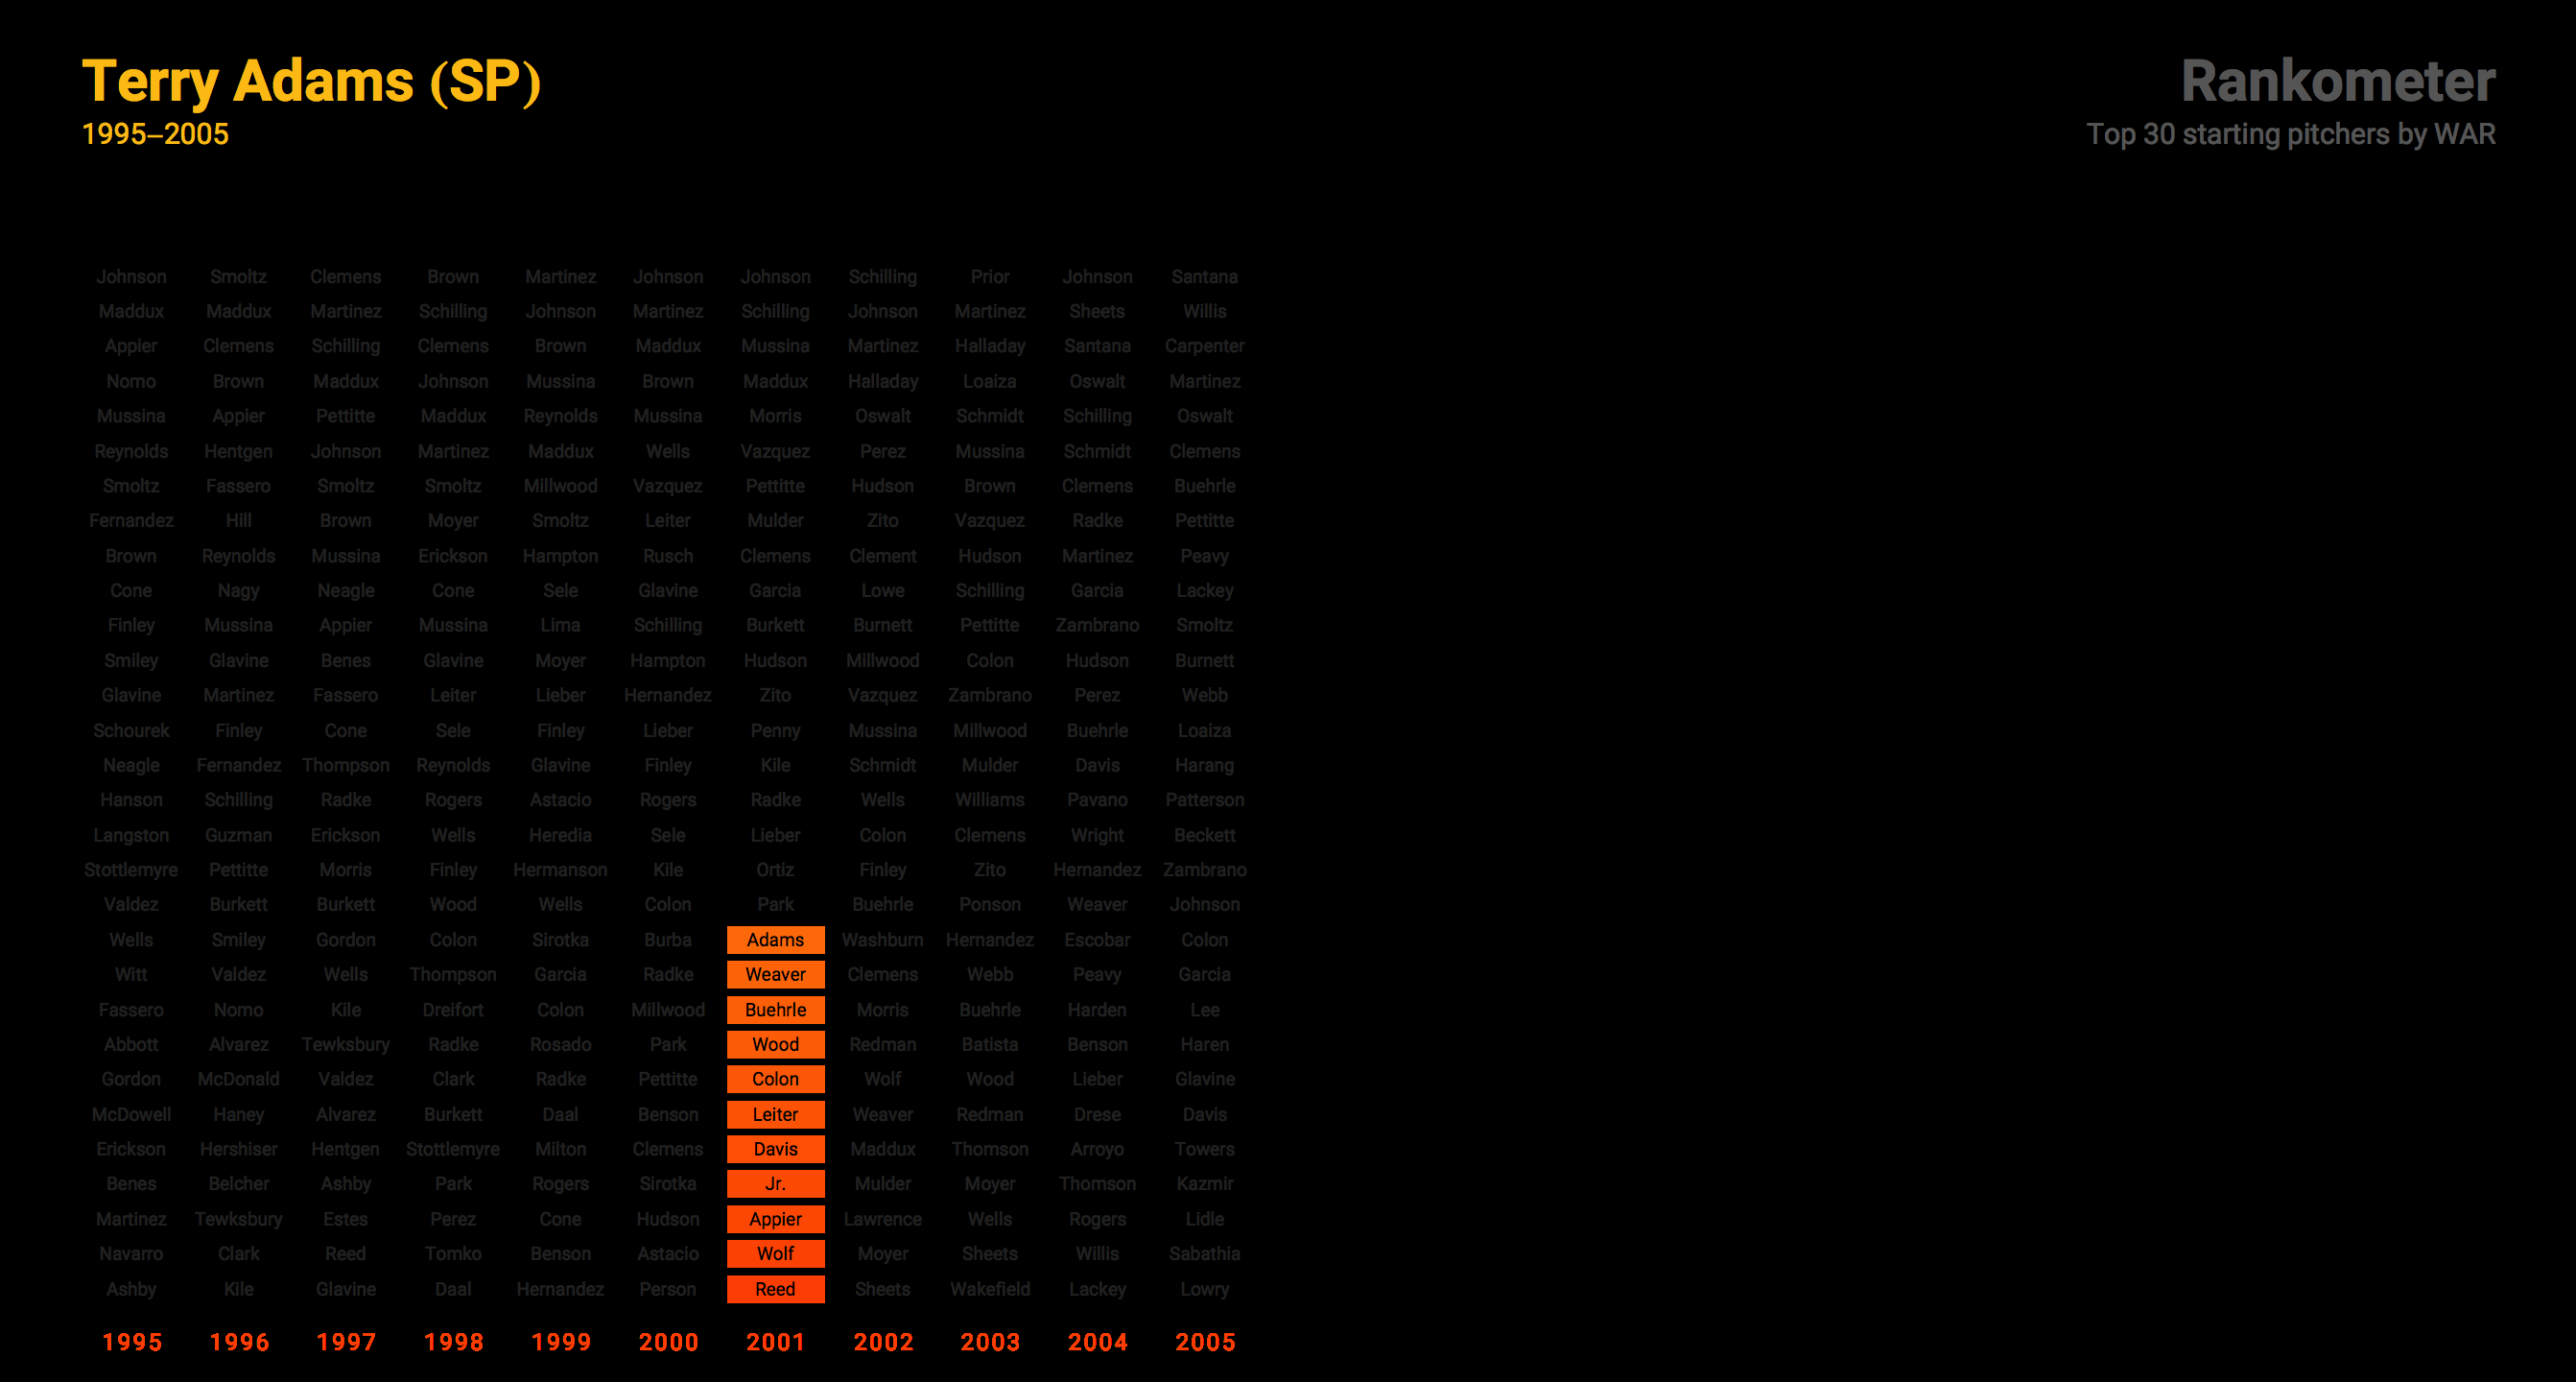 Terry Adams (SP)
1995–2005
Rankometer
Top 30 starting pitchers by WAR
Johnson Smoltz Clemens Brown Martinez Johnson Johnson Schilling Prior Johnson Santana
Maddux Maddux Martinez Schilling Johnson Martinez Schilling Johnson Martinez Sheets Willis
Appier Clemens Schilling Clemens Brown Maddux Mussina Martinez Halladay Santana Carpenter
Nomo Brown Maddux Johnson Mussina Brown Maddux Halladay Loaiza Oswalt Martinez
Mussina Appier Pettitte Maddux Reynolds Mussina Morris Oswalt Schmidt Schilling Oswalt
Reynolds Hentgen Johnson Martinez Maddux Wells Vazquez Perez Mussina Schmidt Clemens
Smoltz Fassero Smoltz Smoltz Millwood Vazquez Pettitte Hudson Brown Clemens Buehrle
Fernandez Hill Brown Moyer Smoltz Leiter Mulder Zito Vazquez Radke Pettitte
Brown Reynolds Mussina Erickson Hampton Rusch Clemens Clement Hudson Martinez Peavy
Cone Nagy Neagle Cone Sele Glavine Garcia Lowe Schilling Garcia Lackey
Finley Mussina Appier Mussina Lima Schilling Burkett Burnett Pettitte Zambrano Smoltz
Smiley Glavine Benes Glavine Moyer Hampton Hudson Millwood Colon Hudson Burnett
Glavine Martinez Fassero Leiter Lieber Hernandez Zito Vazquez Zambrano Perez Webb
Schourek Finley Cone Sele Finley Lieber Penny Mussina Millwood Buehrle Loaiza
Neagle Fernandez Thompson Reynolds Glavine Finley Kile Schmidt Mulder Davis Harang
Hanson Schilling Radke Rogers Astacio Rogers Radke Wells Williams Pavano Patterson
Langston Guzman Erickson Wells Heredia Sele Lieber Colon Clemens Wright Beckett
Stottlemyre Pettitte Morris Finley Hermanson Kile Ortiz Finley Zito Hernandez Zambrano
Valdez Burkett Burkett Wood Wells Colon Park Buehrle Ponson Weaver Johnson
Wells Smiley Gordon Colon Sirotka Burba Adams Washburn Hernandez Escobar Colon
Witt Valdez Wells Thompson Garcia Radke Weaver Clemens Webb Peavy Garcia
Fassero Nomo Kile Dreifort Colon Millwood Buehrle Morris Buehrle Harden Lee
Abbott Alvarez Tewksbury Radke Rosado Park Wood Redman Batista Benson Haren
Gordon McDonald Valdez Clark Radke Pettitte Colon Wolf Wood Lieber Glavine
McDowell Haney Alvarez Burkett Daal Benson Leiter Weaver Redman Drese Davis
Erickson Hershiser Hentgen Stottlemyre Milton Clemens Davis Maddux Thomson Arroyo Towers
Benes Belcher Ashby Park Rogers Sirotka Jr. Mulder Moyer Thomson Kazmir
Martinez Tewksbury Estes Perez Cone Hudson Appier Lawrence Wells Rogers Lidle
Navarro Clark Reed Tomko Benson Astacio Wolf Moyer Sheets Willis Sabathia
Ashby Kile Glavine Daal Hernandez Person Reed Sheets Wakefield Lackey Lowry
1995 1996 1997 1998 1999 2000 2001 2002 2003 2004 2005